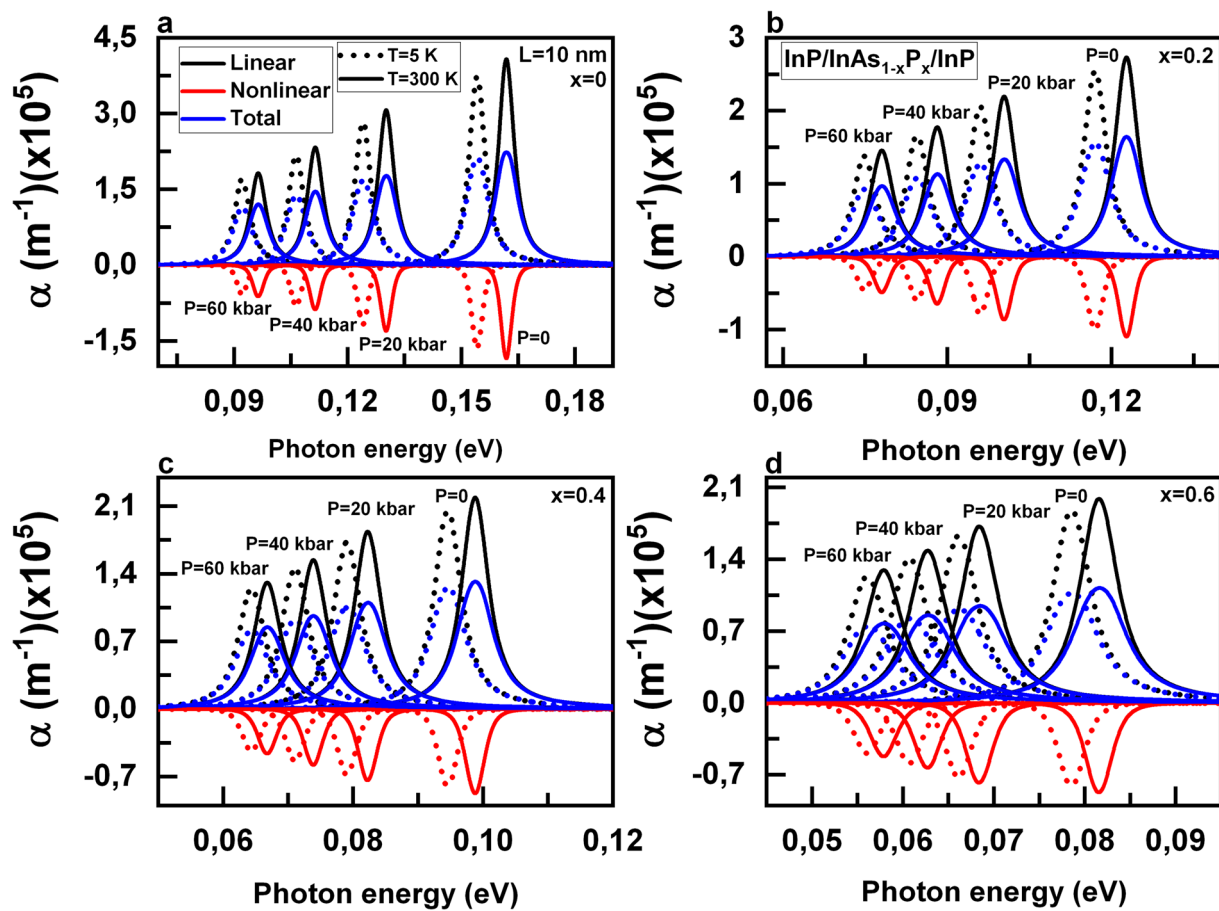 a
4,5
3,0
1,5
0,0
-1,5
α (m⁻¹)(x10⁵)
Linear
Nonlinear
Total
T=5 K
T=300 K
L=10 nm
x=0
P=60 kbar
P=40 kbar
P=20 kbar
P=0
0,09
0,12
0,15
0,18
Photon energy (eV)
b
3
2
1
0
-1
α (m⁻¹)(x10⁵)
InP/InAs₁₋ₓPₓ/InP
P=0
x=0.2
P=20 kbar
P=40 kbar
P=60 kbar
0,06
0,09
0,12
Photon energy (eV)
c
2,1
1,4
0,7
0,0
-0,7
α (m⁻¹)(x10⁵)
P=0
x=0.4
P=20 kbar
P=40 kbar
P=60 kbar
0,06
0,08
0,10
0,12
Photon energy (eV)
d
2,1
1,4
0,7
0,0
-0,7
α (m⁻¹)(x10⁵)
P=0
x=0.6
P=20 kbar
P=40 kbar
P=60 kbar
0,05
0,06
0,07
0,08
0,09
Photon energy (eV)